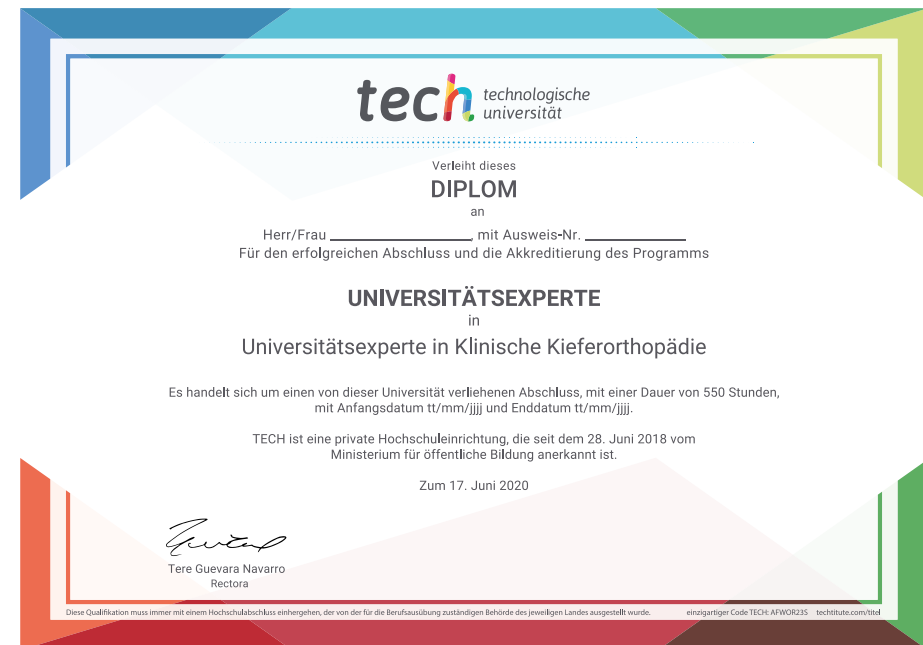 tech technologische
universität
Verleiht dieses
DIPLOM
an
Herr/Frau ____________________, mit Ausweis-Nr. ______________
Für den erfolgreichen Abschluss und die Akkreditierung des Programms
UNIVERSITÄTSEXPERTE
in
Universitätsexperte in Klinische Kieferorthopädie
Es handelt sich um einen von dieser Universität verliehenen Abschluss, mit einer Dauer von 550 Stunden,
mit Anfangsdatum tt/mm/jjjj und Enddatum tt/mm/jjjj.
TECH ist eine private Hochschuleinrichtung, die seit dem 28. Juni 2018 vom
Ministerium für öffentliche Bildung anerkannt ist.
Zum 17. Juni 2020
Tere Guevara Navarro
Rectora
Diese Qualifikation muss immer mit einem Hochschulabschluss einhergehen, der von der für die Berufsausübung zuständigen Behörde des jeweiligen Landes ausgestellt wurde. einzigartiger Code TECH: AFWOR23S techtitute.com/titel